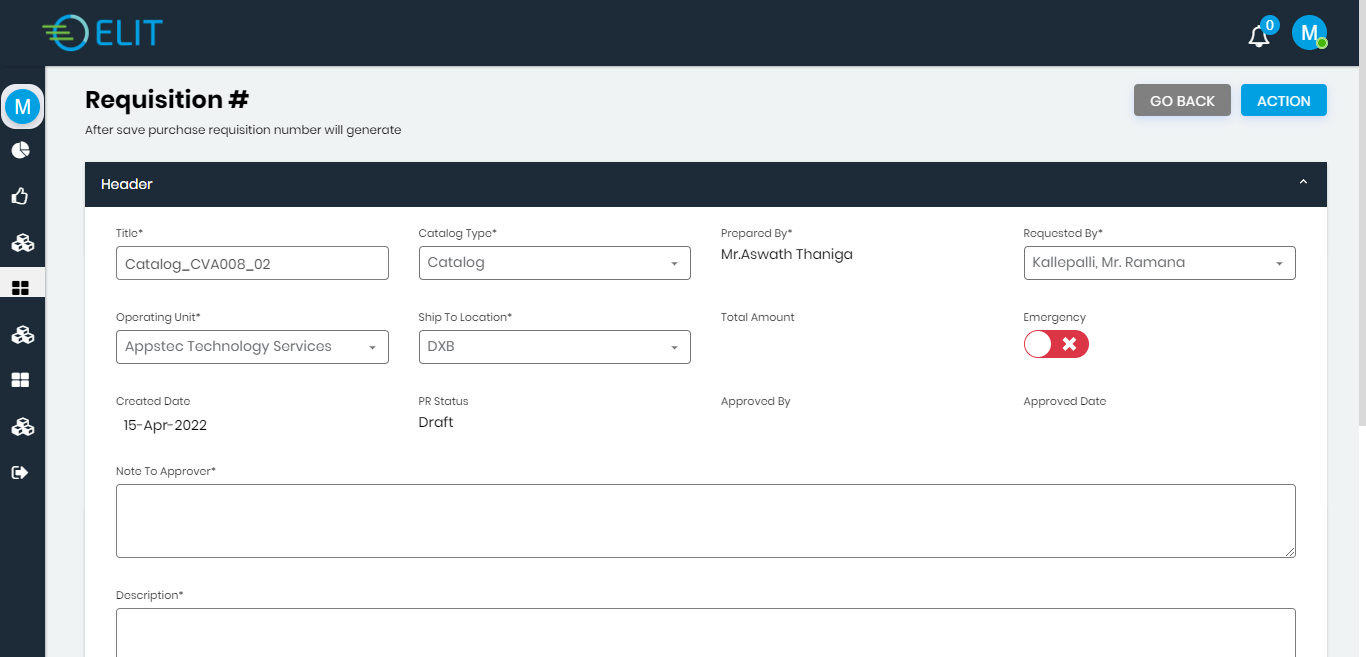 ELIT
0
M
M
Requisition #
GO BACK
ACTION
After save purchase requisition number will generate
Header
Title*
Catalog Type*
Prepared By*
Requested By*
Catalog_CVA008_02
Catalog
Mr.Aswath Thaniga
Kallepalli, Mr. Ramana
Operating Unit*
Ship To Location*
Total Amount
Emergency
Appstec Technology Services
DXB
Created Date
PR Status
Approved By
Approved Date
15-Apr-2022
Draft
Note To Approver*
Description*